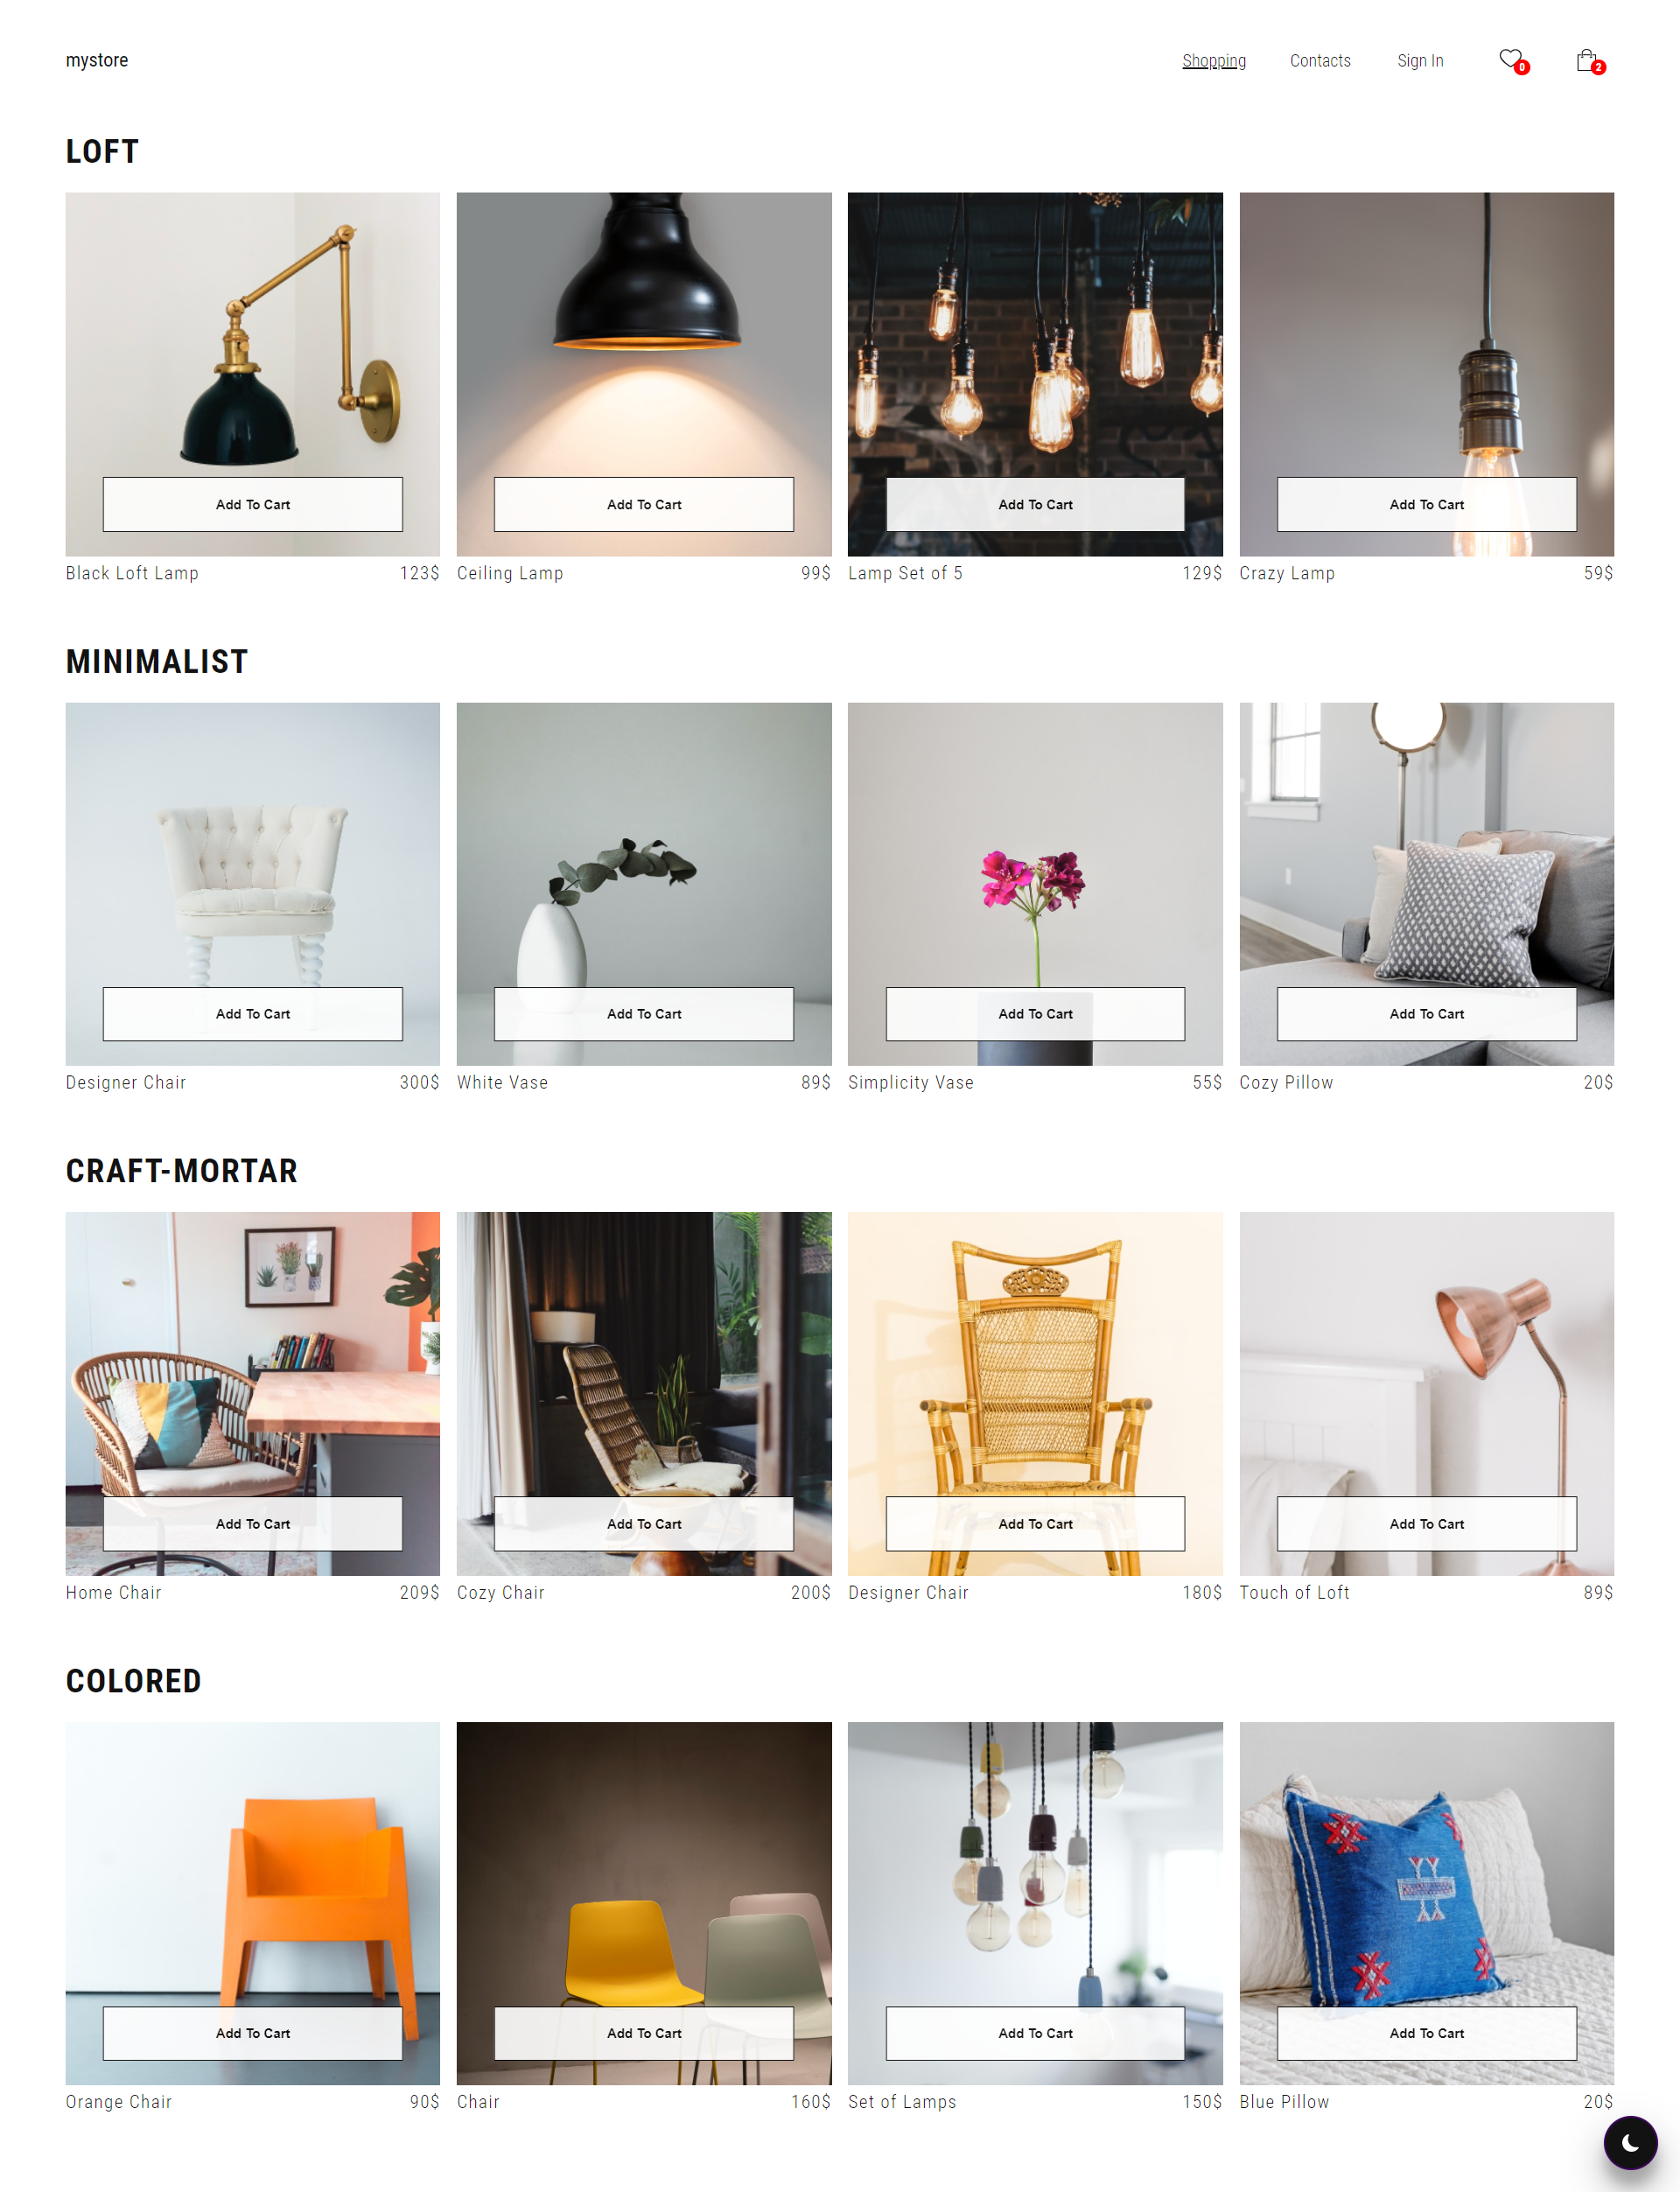 mystore Shopping Contacts Sign In 0 2
LOFT
Add To Cart Add To Cart Add To Cart Add To Cart
Black Loft Lamp 123$ Ceiling Lamp 99$ Lamp Set of 5 129$ Crazy Lamp 59$
MINIMALIST
Add To Cart Add To Cart Add To Cart Add To Cart
Designer Chair 300$ White Vase 89$ Simplicity Vase 55$ Cozy Pillow 20$
CRAFT-MORTAR
Add To Cart Add To Cart Add To Cart Add To Cart
Home Chair 209$ Cozy Chair 200$ Designer Chair 180$ Touch of Loft 89$
COLORED
Add To Cart Add To Cart Add To Cart Add To Cart
Orange Chair 90$ Chair 160$ Set of Lamps 150$ Blue Pillow 20$